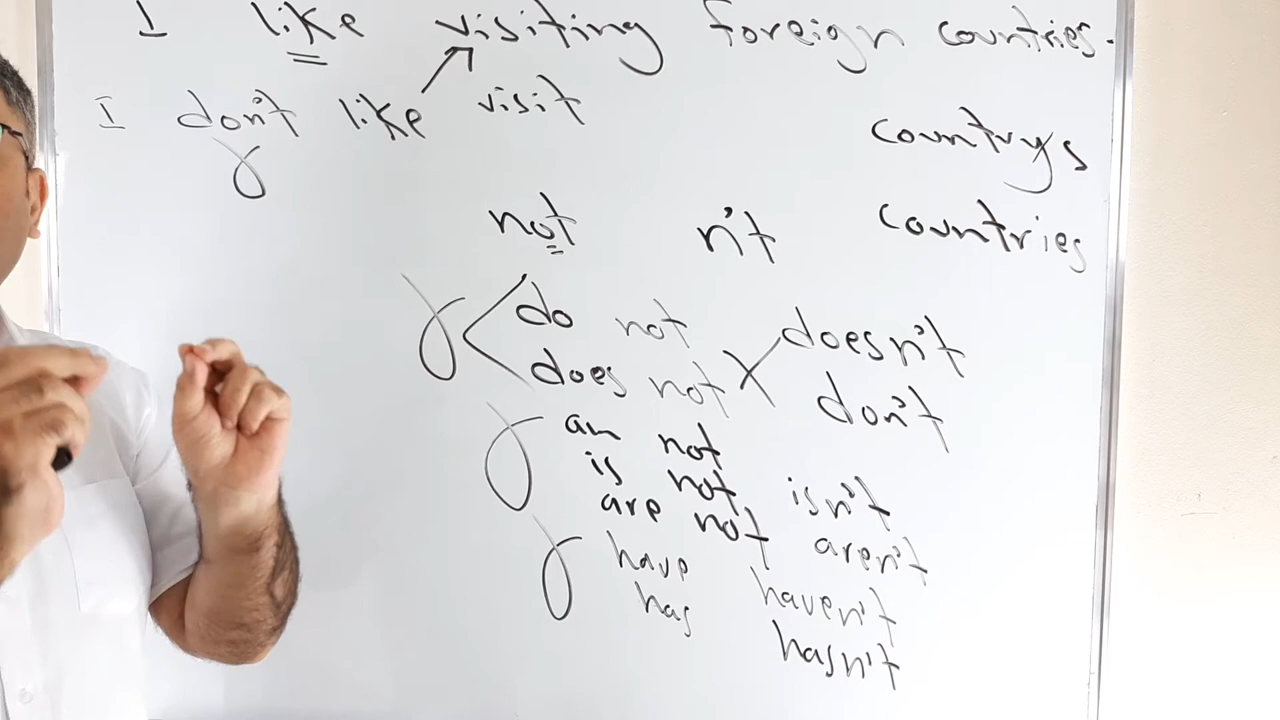 I like visiting foreign countries.
I don't like visit
countrys
not n't countries
do not doesn't
does not don't
am not
is not isn't
are not aren't
have haven't
has hasn't